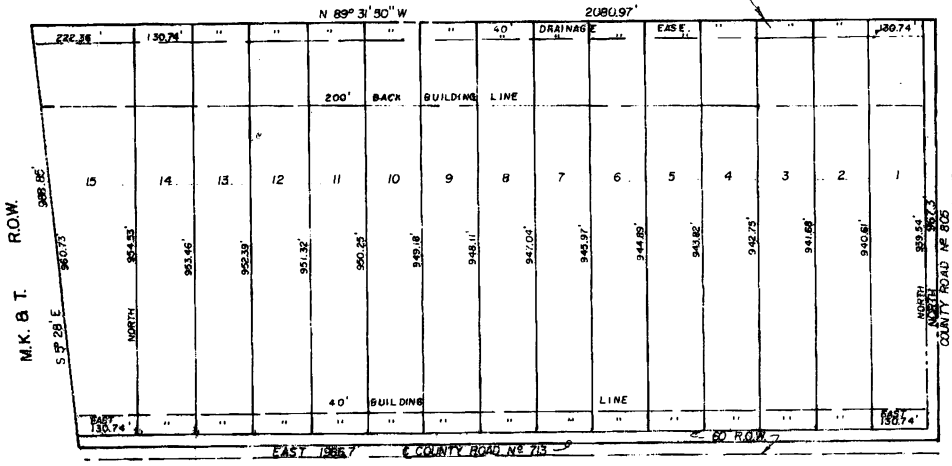 N 89° 31' 50" W 2080.97'
222.36' 130.74' " " " " " " 40' DRAINAGE EASE. " " " " " " 130.74'
200' BACK BUILDING LINE
15 14 13 12 11 10 9 8 7 6 5 4 3 2 1
M.K. & T. R.O.W.
988.86'
960.73'
S 5° 28' E
954.53'
NORTH
953.46'
952.39'
951.32'
950.25'
949.18'
948.11'
947.04'
945.97'
944.89'
943.82'
942.75'
941.68'
940.61'
939.54'
NORTH
967.3
NORTH
COUNTY ROAD Nº 805
40' BUILDING LINE
EAST 130.74' " " " " " " " " " " " " " EAST 130.74'
60 R.O.W.
EAST 1986.7' ℄ COUNTY ROAD Nº 713